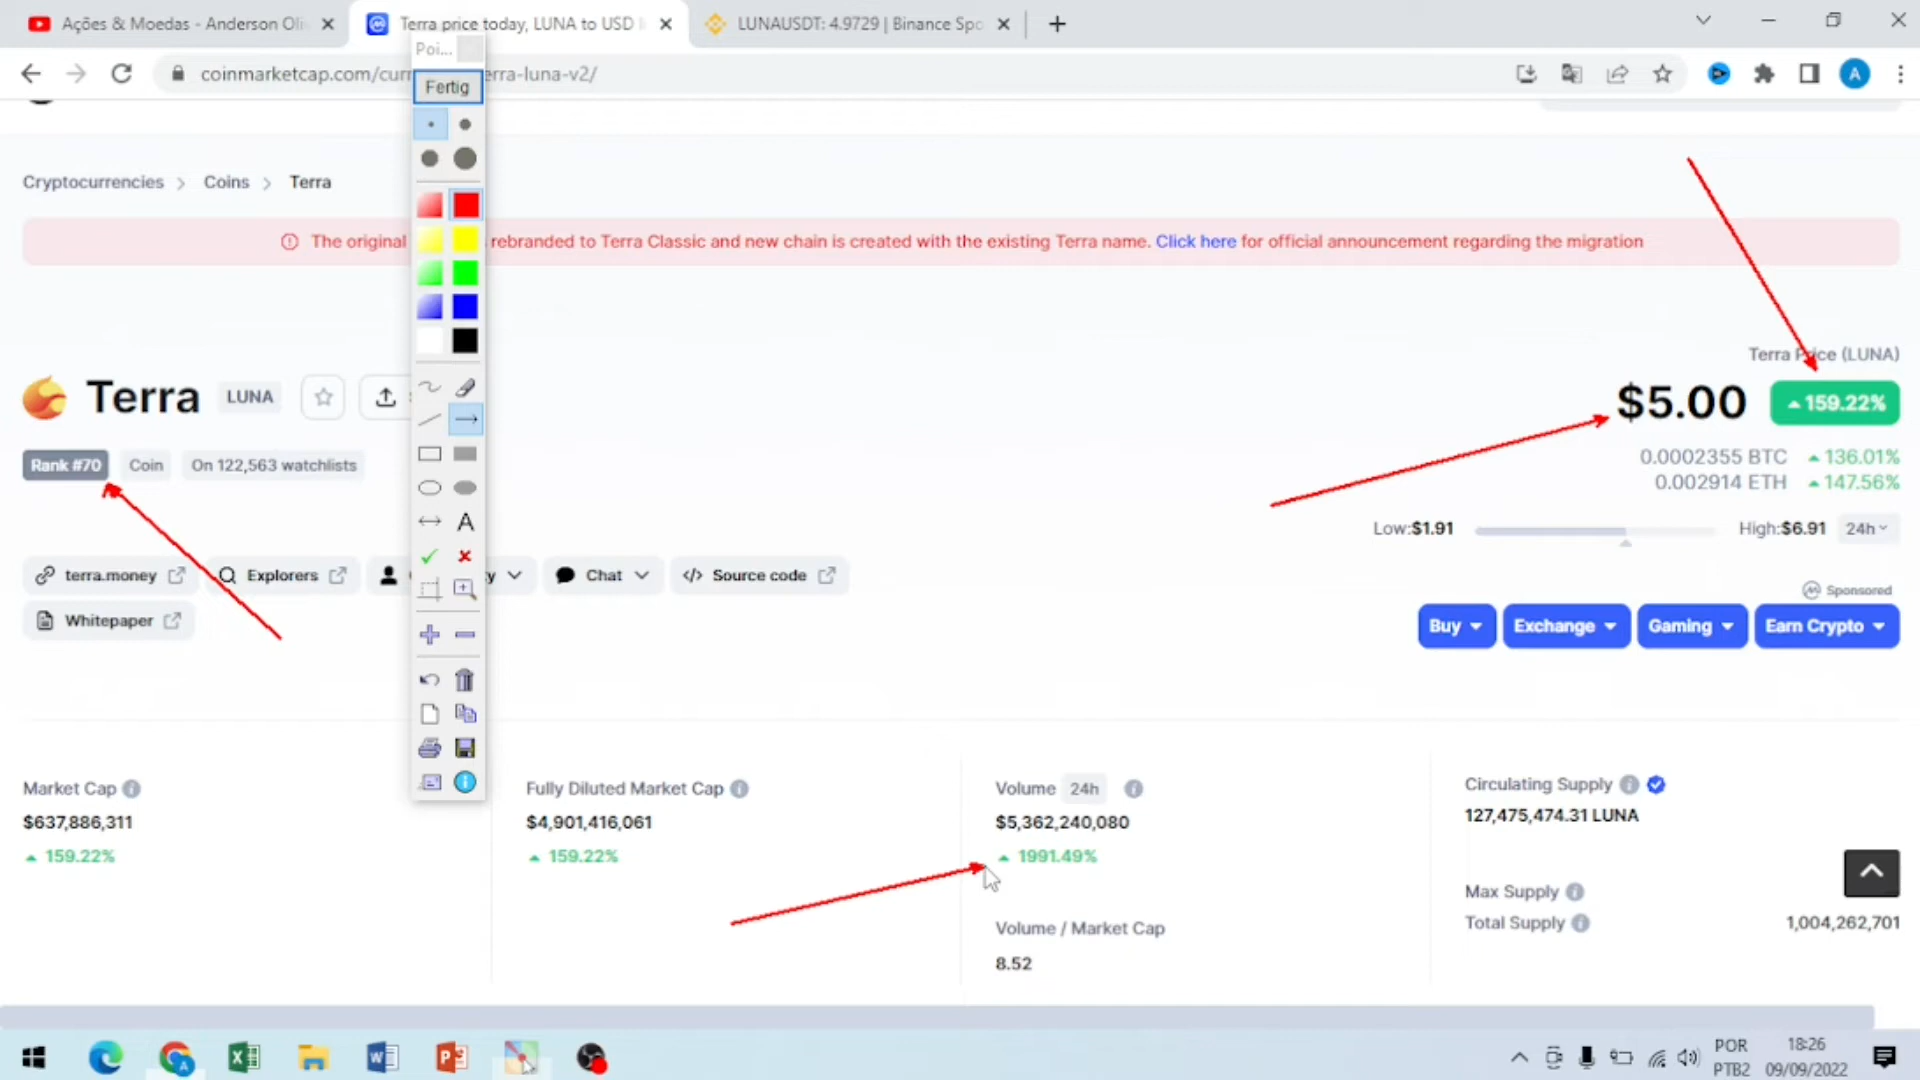 Ações & Moedas - Anderson Oli
Terra price today, LUNA to USD
LUNAUSDT: 4.9729 | Binance Spo
Poi...
coinmarketcap.com/curr erra-luna-v2/
A
Fertig
Cryptocurrencies > Coins > Terra
The original rebranded to Terra Classic and new chain is created with the existing Terra name. Click here for official announcement regarding the migration
Terra Price (LUNA)
Terra LUNA
$5.00 159.22%
Rank #70 Coin On 122,563 watchlists
0.0002355 BTC 136.01%
0.002914 ETH 147.56%
A
Low:$1.91 High:$6.91 24h
terra.money Explorers y Chat Source code
Sponsored
Whitepaper
Buy Exchange Gaming Earn Crypto
Market Cap
$637,886,311
159.22%
Fully Diluted Market Cap
$4,901,416,061
159.22%
Volume 24h
$5,362,240,080
1991.49%
Volume / Market Cap
8.52
Circulating Supply
127,475,474.31 LUNA
Max Supply
Total Supply 1,004,262,701
POR
PTB2
18:26
09/09/2022